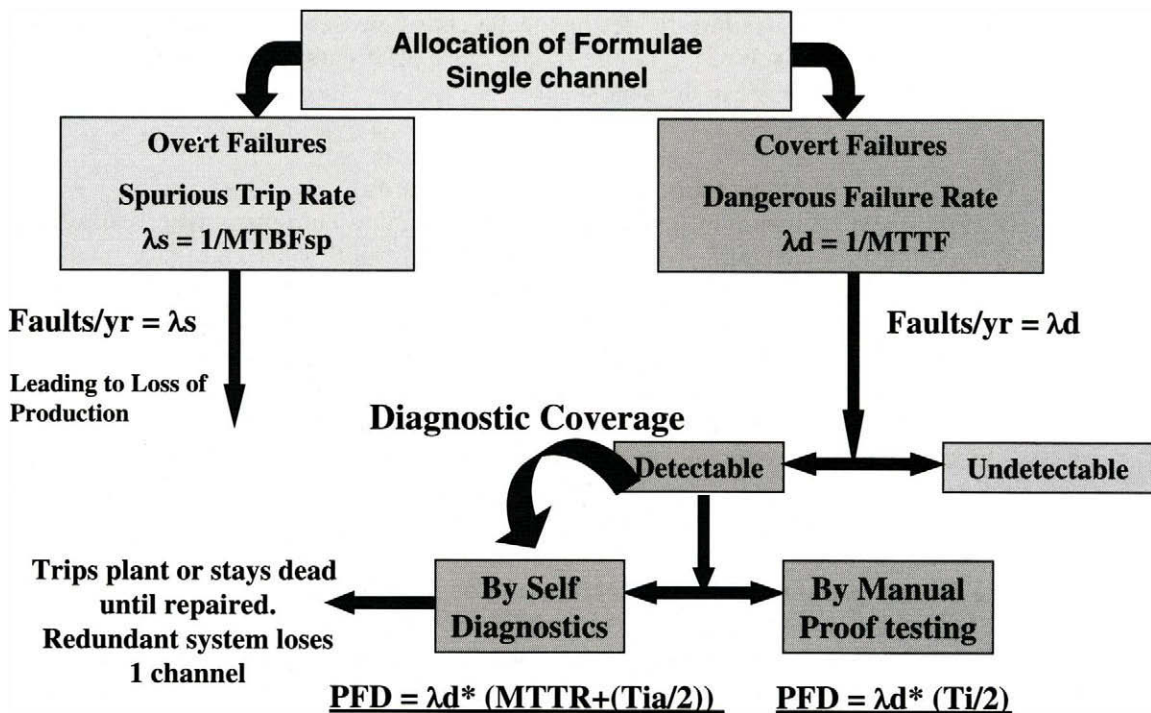 Allocation of Formulae
Single channel
Overt Failures
Spurious Trip Rate
λs = 1/MTBFsp
Covert Failures
Dangerous Failure Rate
λd = 1/MTTF
Faults/yr = λs
Faults/yr = λd
Leading to Loss of
Production
Diagnostic Coverage
Detectable
Undetectable
Trips plant or stays dead
until repaired.
Redundant system loses
1 channel
By Self
Diagnostics
By Manual
Proof testing
PFD = λd* (MTTR+(Tia/2))
PFD = λd* (Ti/2)